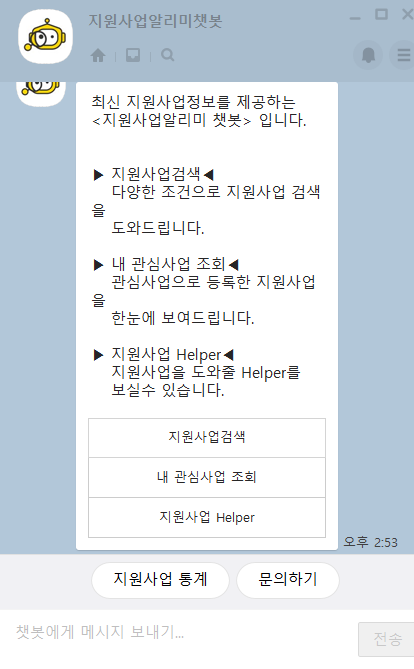 지원사업알리미챗봇
최신 지원사업정보를 제공하는
<지원사업알리미 챗봇> 입니다.
▶ 지원사업검색◀
다양한 조건으로 지원사업 검색
을
도와드립니다.
▶ 내 관심사업 조회◀
관심사업으로 등록한 지원사업
을
한눈에 보여드립니다.
▶ 지원사업 Helper◀
지원사업을 도와줄 Helper를
보실수 있습니다.
지원사업검색
내 관심사업 조회
지원사업 Helper
오후 2:53
지원사업 통계 문의하기
챗봇에게 메시지 보내기... 전송